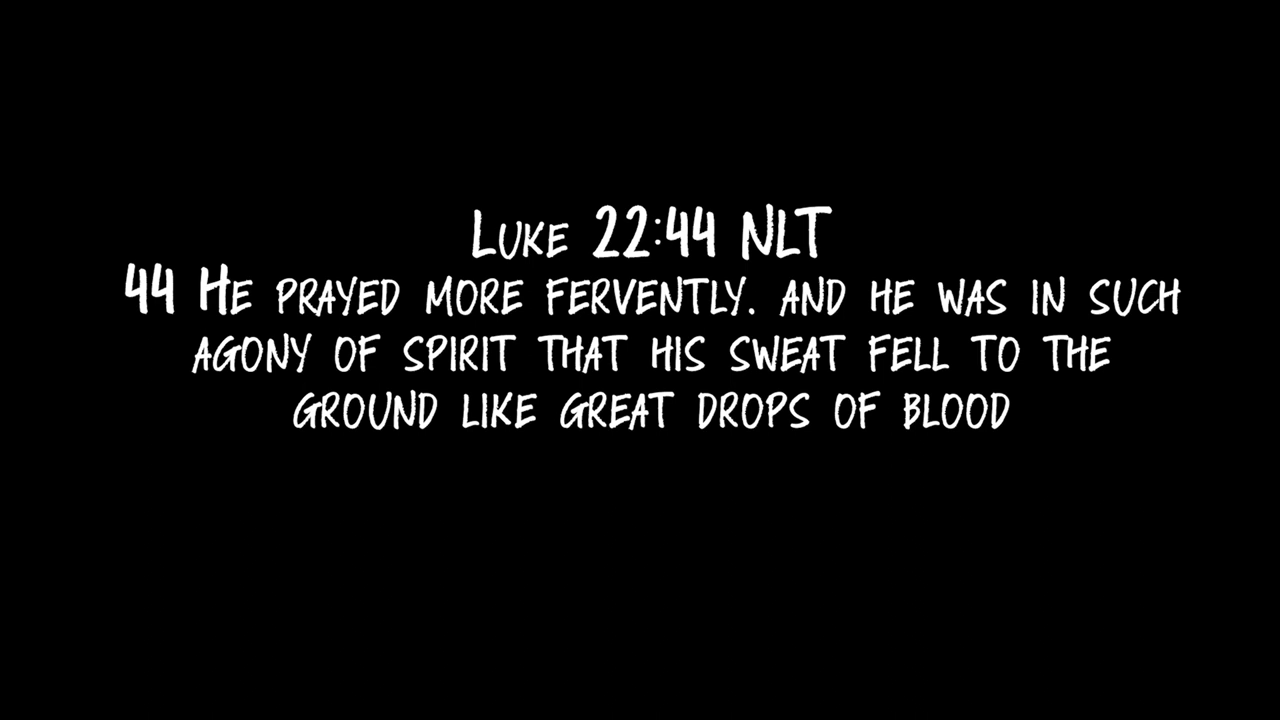 Luke 22:44 NLT
44 He prayed more fervently. and he was in such
agony of spirit that his sweat fell to the
ground like great drops of blood